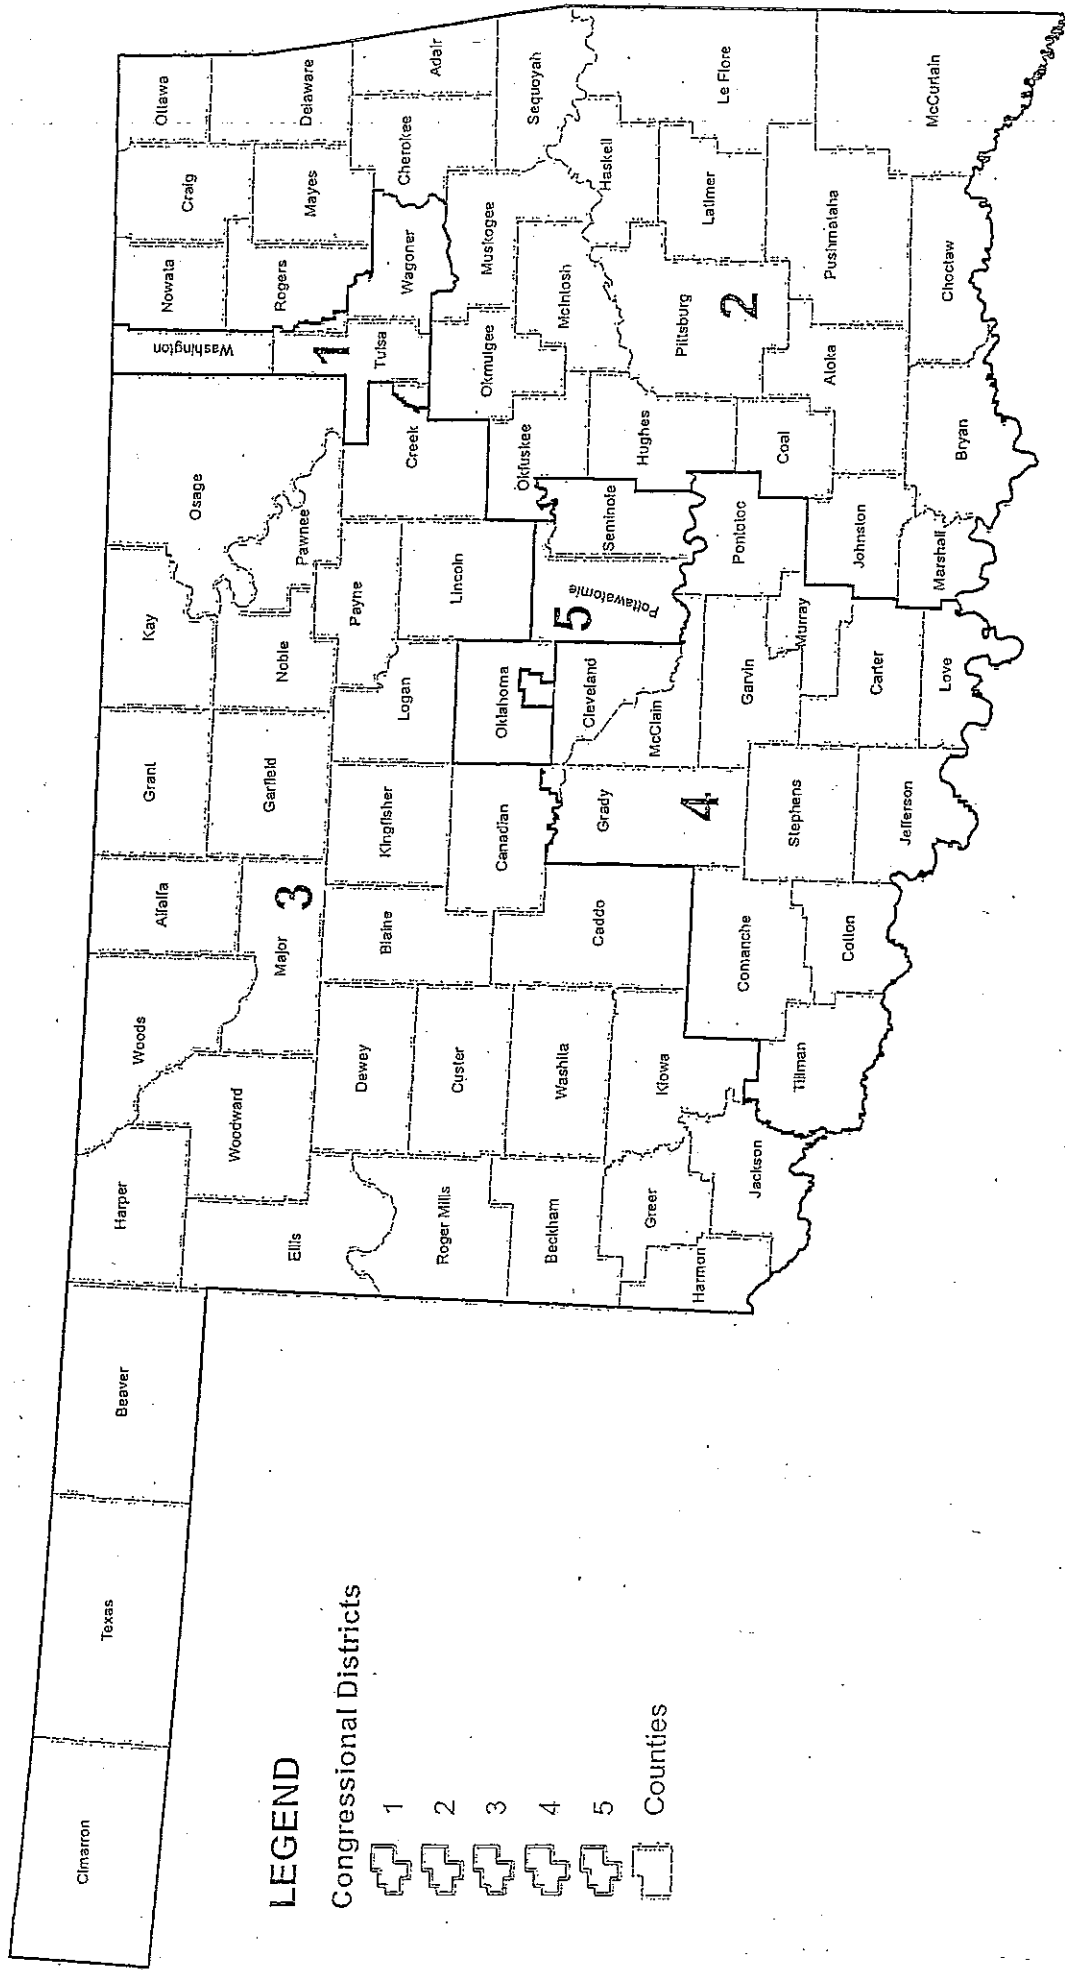 Cimarron
Texas
Beaver
Harper
Woods
Alfalfa
Grant
Kay
Osage
Washington
Nowata
Craig
Ottawa
Ellis
Woodward
Major
3
Garfield
Noble
Pawnee
Rogers
Mayes
Delaware
1
Tulsa
Wagoner
Cherokee
Adair
Roger Mills
Dewey
Custer
Blaine
Kingfisher
Logan
Payne
Creek
Lincoln
Okmulgee
Muskogee
Sequoyah
Beckham
Washita
Caddo
Canadian
Oklahoma
5
Pottawatomie
Okfuskee
Seminole
McIntosh
Haskell
Harmon
Greer
Kiowa
Jackson
Comanche
Grady
4
Cleveland
McClain
Garvin
Pontotoc
Hughes
Pittsburg
2
Latimer
Le Flore
Tillman
Cotton
Stephens
Jefferson
Murray
Carter
Love
Johnston
Marshall
Coal
Atoka
Bryan
Pushmataha
Choctaw
McCurtain
LEGEND
Congressional Districts
1
2
3
4
5
Counties